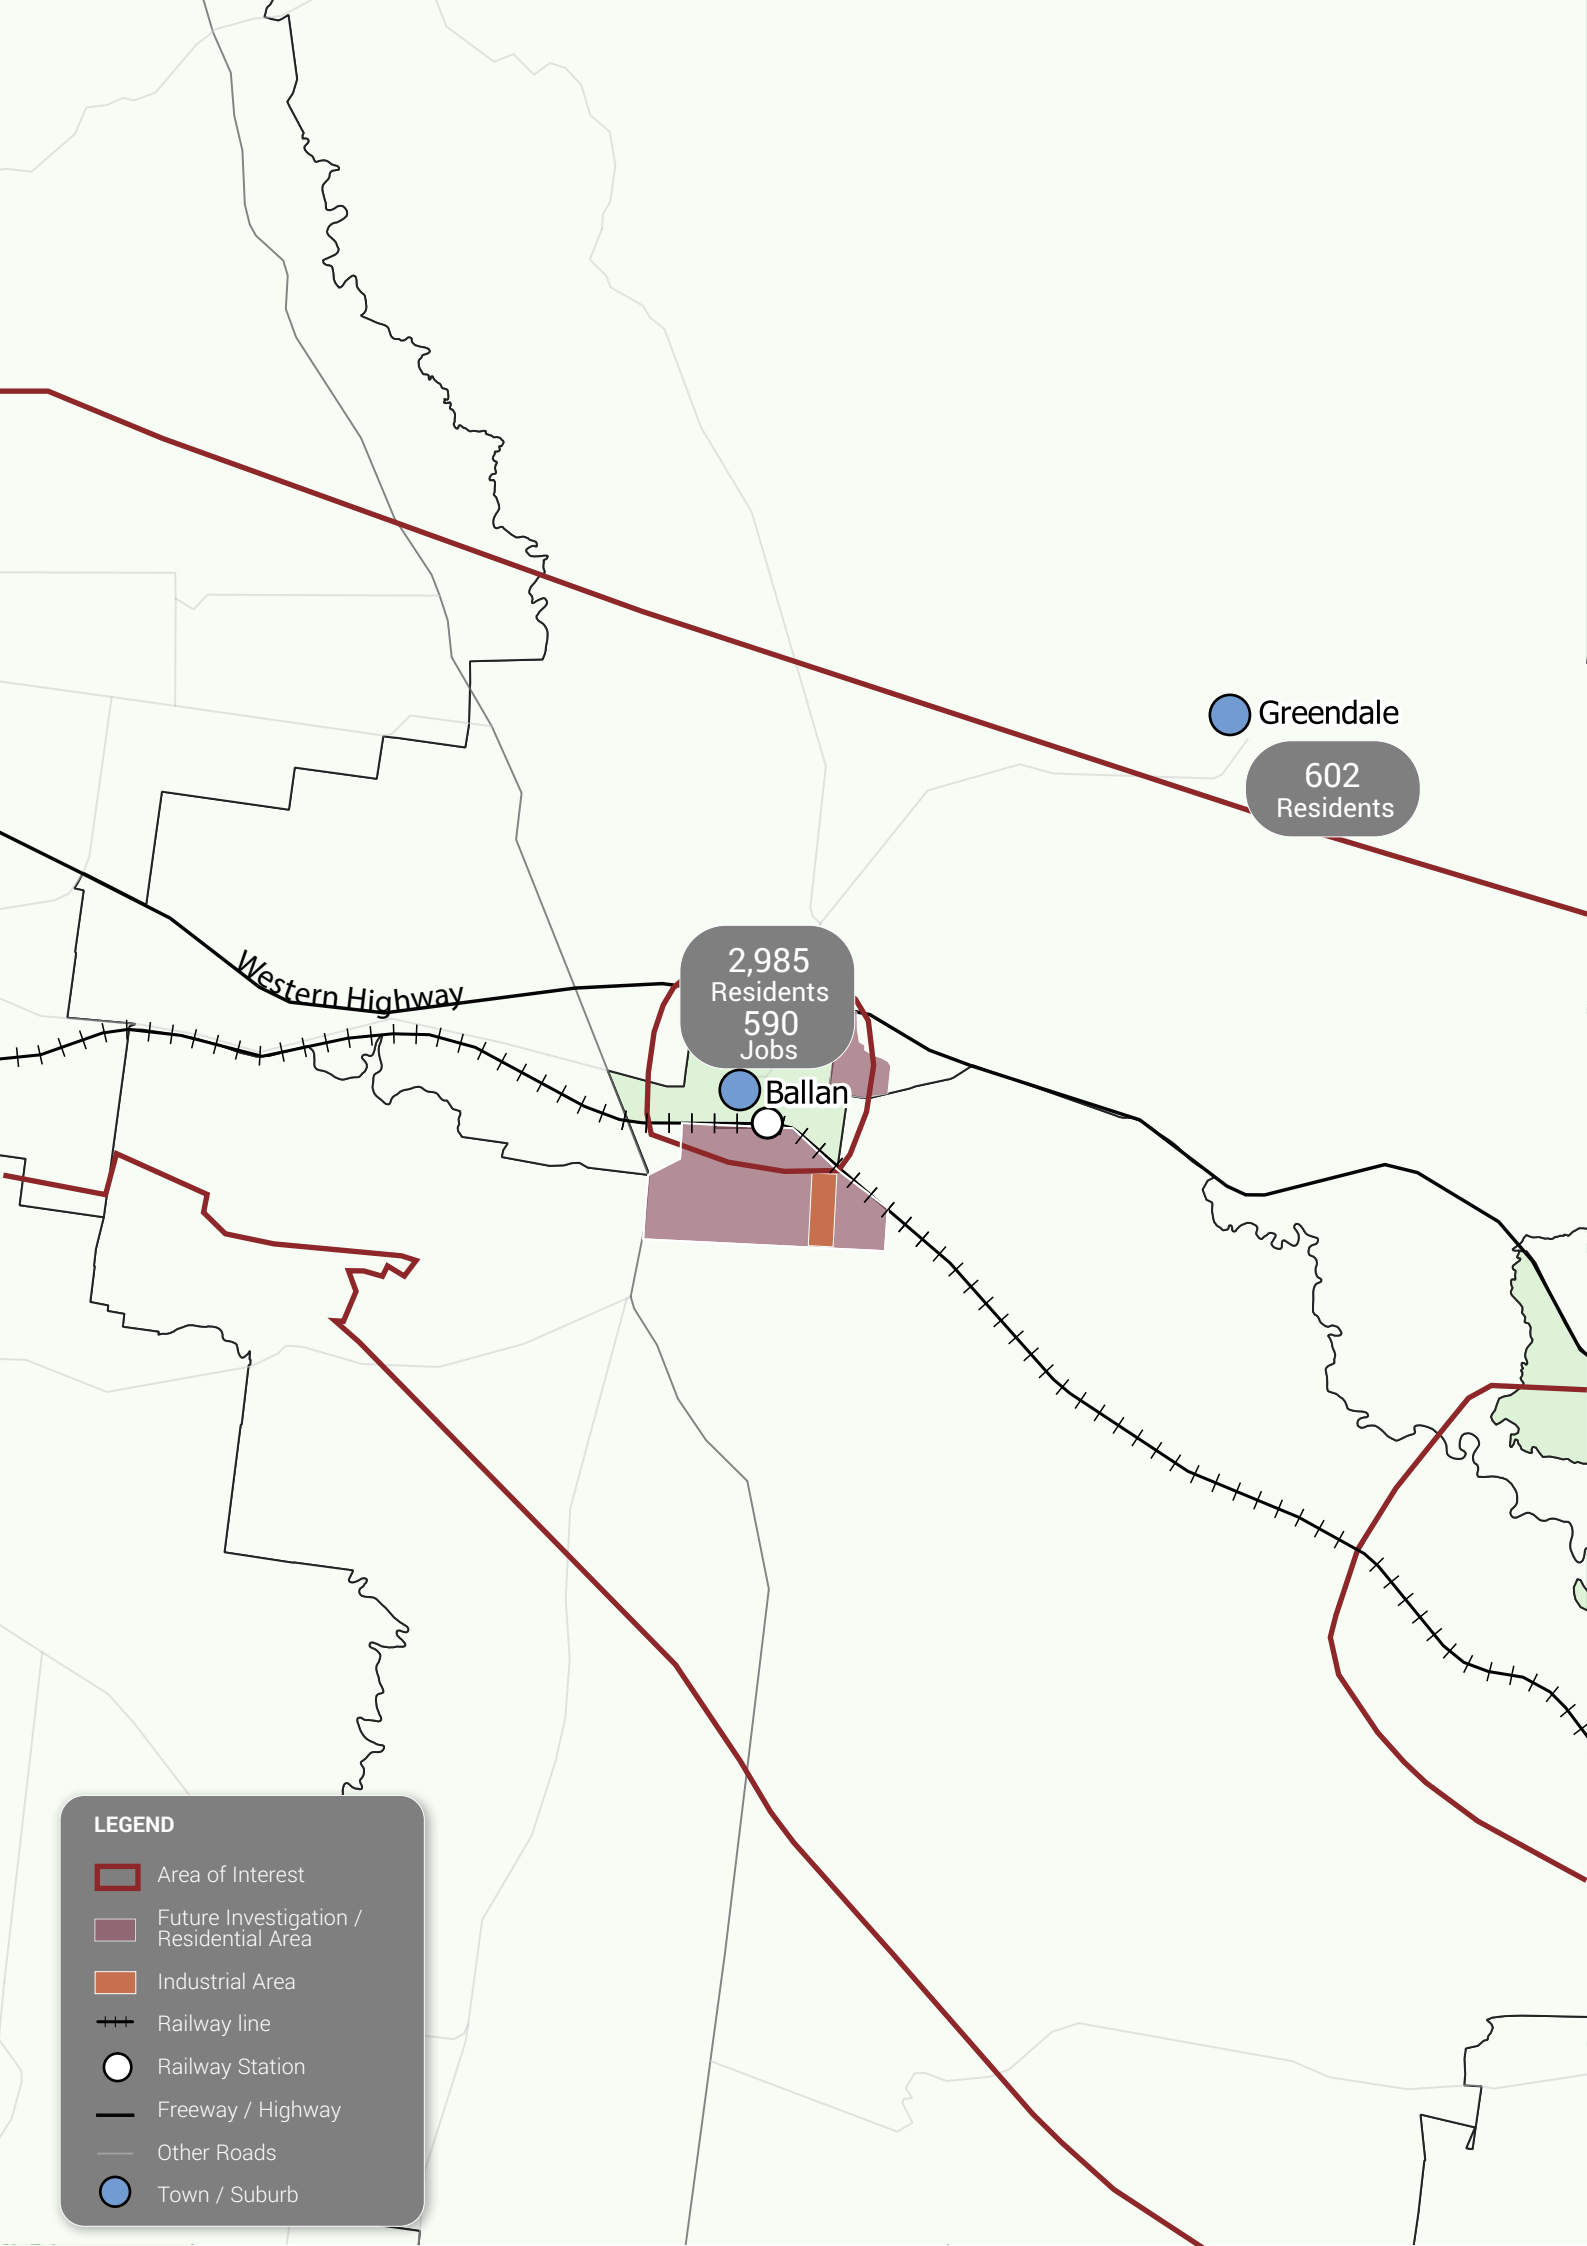 Greendale
602
Residents
Western Highway
2,985
Residents
590
Jobs
Ballan
LEGEND
Area of Interest
Future Investigation /
Residential Area
Industrial Area
Railway line
Railway Station
Freeway / Highway
Other Roads
Town / Suburb